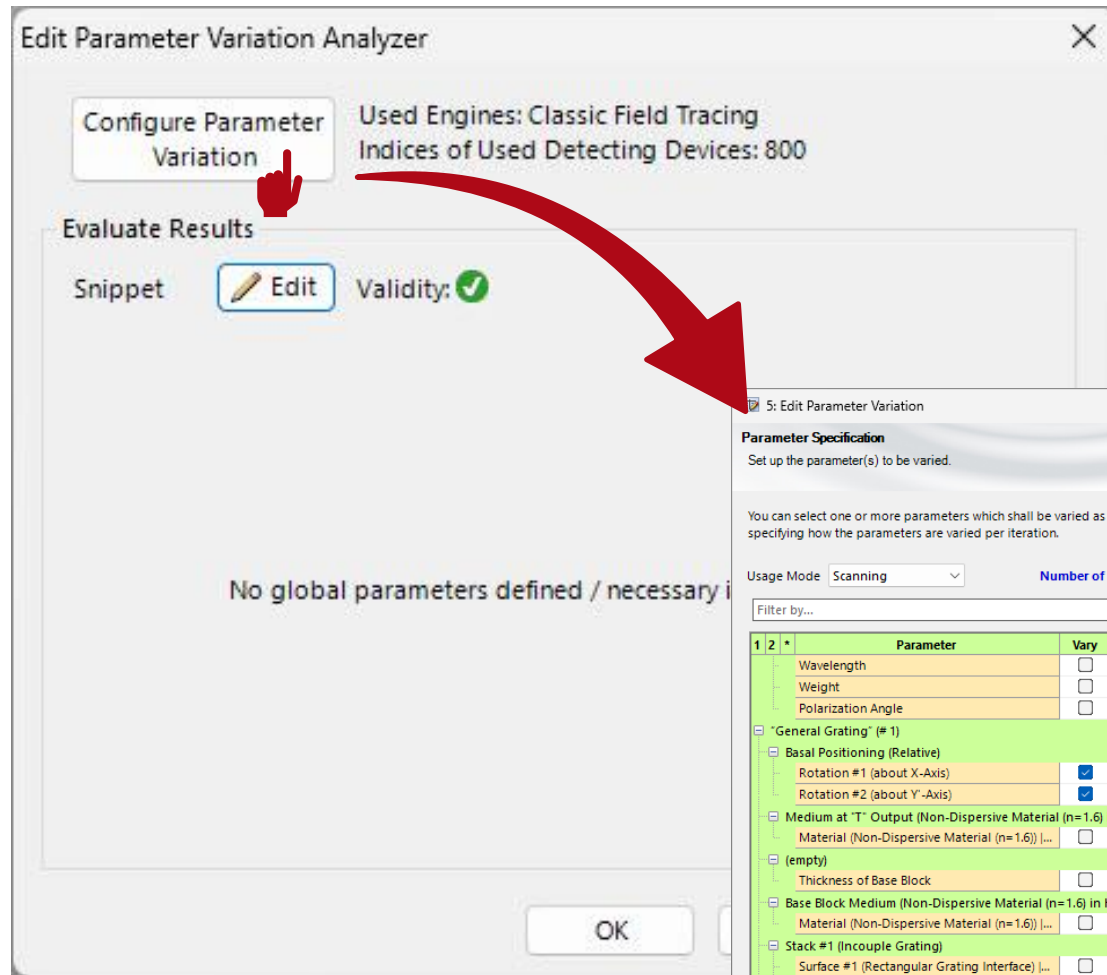 Edit Parameter Variation Analyzer
Configure Parameter
Variation
Used Engines: Classic Field Tracing
Indices of Used Detecting Devices: 800
Evaluate Results
Snippet
Edit
Validity:
No global parameters defined / necessary i
OK
5: Edit Parameter Variation
Parameter Specification
Set up the parameter(s) to be varied.
You can select one or more parameters which shall be varied as
specifying how the parameters are varied per iteration.
Usage Mode Scanning
Number of
Filter by...
1 2 * Parameter Vary
Wavelength
Weight
Polarization Angle
"General Grating" (# 1)
Basal Positioning (Relative)
Rotation #1 (about X-Axis)
Rotation #2 (about Y'-Axis)
Medium at "T" Output (Non-Dispersive Material (n=1.6)
Material (Non-Dispersive Material (n=1.6)) |...
(empty)
Thickness of Base Block
Base Block Medium (Non-Dispersive Material (n=1.6) in
Material (Non-Dispersive Material (n=1.6)) |...
Stack #1 (Incouple Grating)
Surface #1 (Rectangular Grating Interface) |...